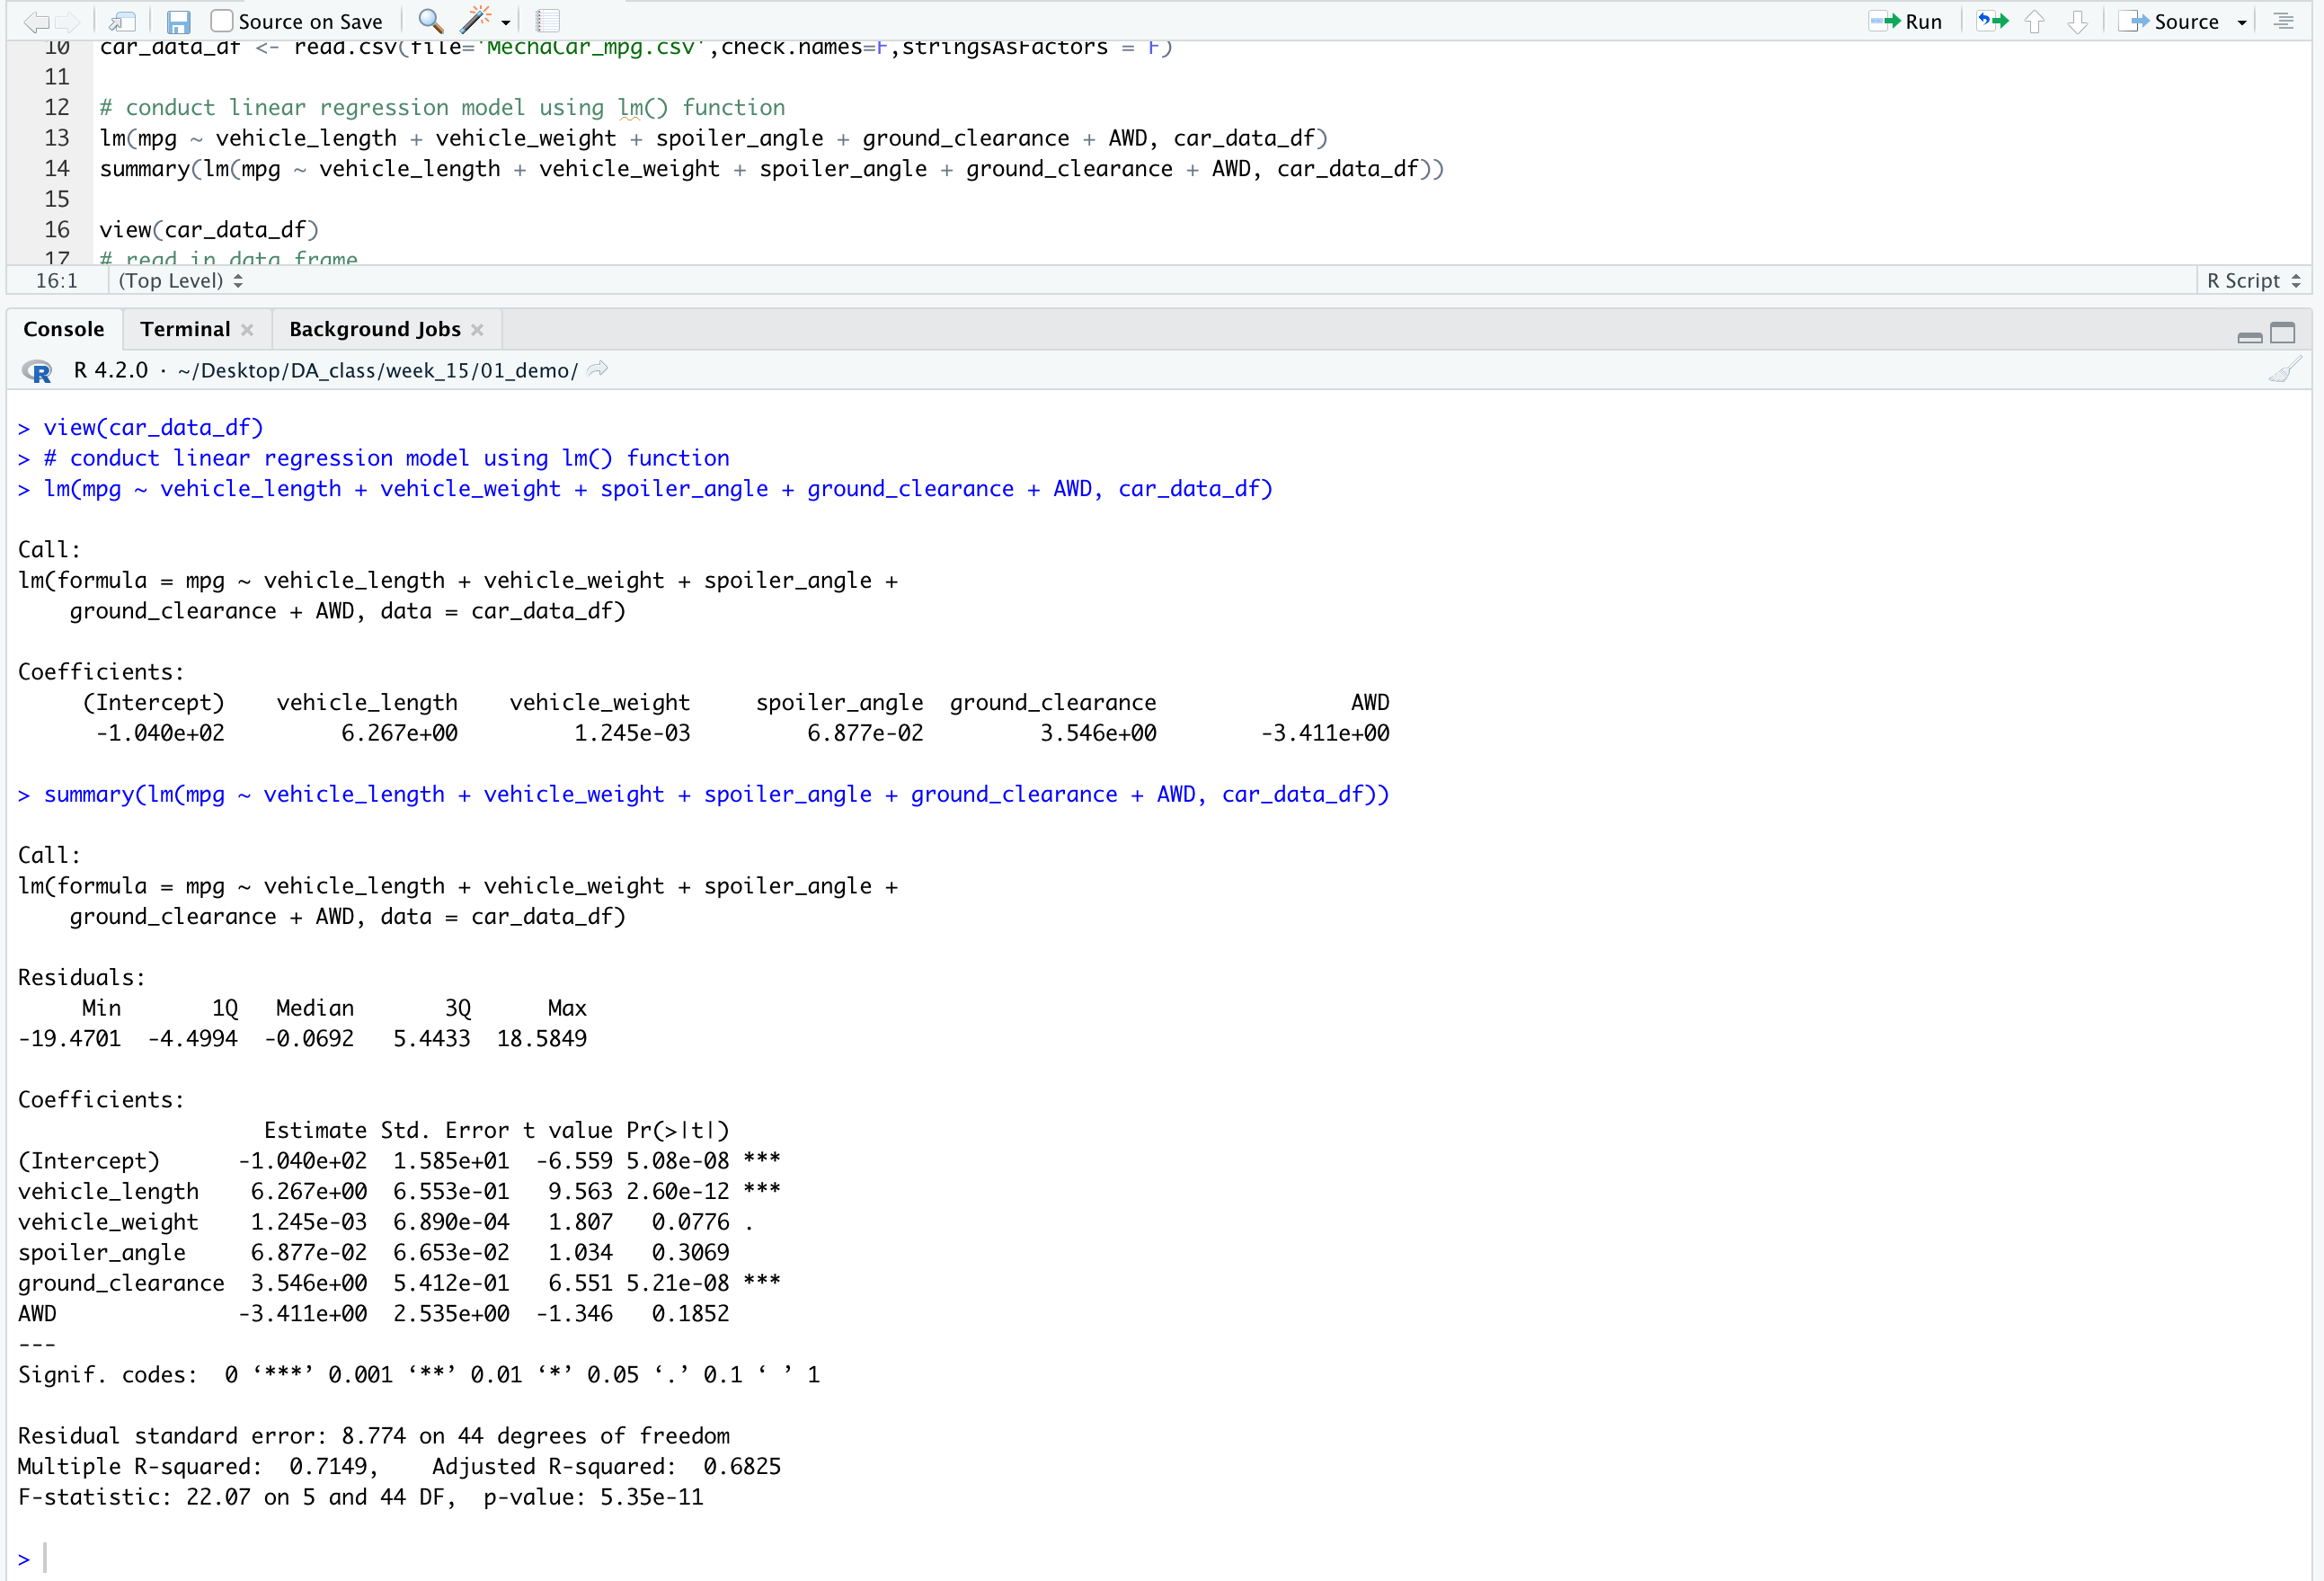 Source on Save
Run
Source
10 car_data_df <- read.csv(file='MechaCar_mpg.csv',check.names=F,stringsAsFactors = F)
11
12 # conduct linear regression model using lm() function
13 lm(mpg ~ vehicle_length + vehicle_weight + spoiler_angle + ground_clearance + AWD, car_data_df)
14 summary(lm(mpg ~ vehicle_length + vehicle_weight + spoiler_angle + ground_clearance + AWD, car_data_df))
15
16 view(car_data_df)
17 # read in data frame
16:1 (Top Level) R Script
Console Terminal Background Jobs
R 4.2.0 · ~/Desktop/DA_class/week_15/01_demo/
> view(car_data_df)
> # conduct linear regression model using lm() function
> lm(mpg ~ vehicle_length + vehicle_weight + spoiler_angle + ground_clearance + AWD, car_data_df)
Call:
lm(formula = mpg ~ vehicle_length + vehicle_weight + spoiler_angle +
    ground_clearance + AWD, data = car_data_df)
Coefficients:
     (Intercept)    vehicle_length    vehicle_weight     spoiler_angle  ground_clearance               AWD
      -1.040e+02         6.267e+00         1.245e-03         6.877e-02         3.546e+00        -3.411e+00
> summary(lm(mpg ~ vehicle_length + vehicle_weight + spoiler_angle + ground_clearance + AWD, car_data_df))
Call:
lm(formula = mpg ~ vehicle_length + vehicle_weight + spoiler_angle +
    ground_clearance + AWD, data = car_data_df)
Residuals:
     Min       1Q   Median       3Q      Max
-19.4701  -4.4994  -0.0692   5.4433  18.5849
Coefficients:
                   Estimate Std. Error t value Pr(>|t|)
(Intercept)      -1.040e+02  1.585e+01  -6.559 5.08e-08 ***
vehicle_length    6.267e+00  6.553e-01   9.563 2.60e-12 ***
vehicle_weight    1.245e-03  6.890e-04   1.807   0.0776 .
spoiler_angle     6.877e-02  6.653e-02   1.034   0.3069
ground_clearance  3.546e+00  5.412e-01   6.551 5.21e-08 ***
AWD              -3.411e+00  2.535e+00  -1.346   0.1852
---
Signif. codes:  0 ‘***’ 0.001 ‘**’ 0.01 ‘*’ 0.05 ‘.’ 0.1 ‘ ’ 1
Residual standard error: 8.774 on 44 degrees of freedom
Multiple R-squared:  0.7149,    Adjusted R-squared:  0.6825
F-statistic: 22.07 on 5 and 44 DF,  p-value: 5.35e-11
>